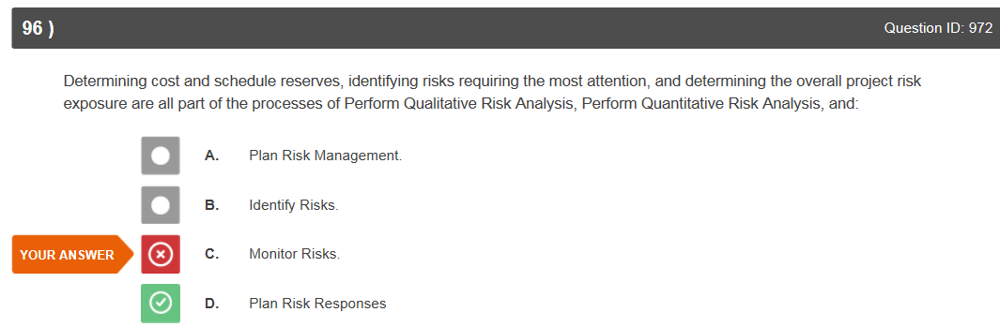 96 )
Question ID: 972
Determining cost and schedule reserves, identifying risks requiring the most attention, and determining the overall project risk
exposure are all part of the processes of Perform Qualitative Risk Analysis, Perform Quantitative Risk Analysis, and:
A. Plan Risk Management.
B. Identify Risks.
YOUR ANSWER C. Monitor Risks.
D. Plan Risk Responses